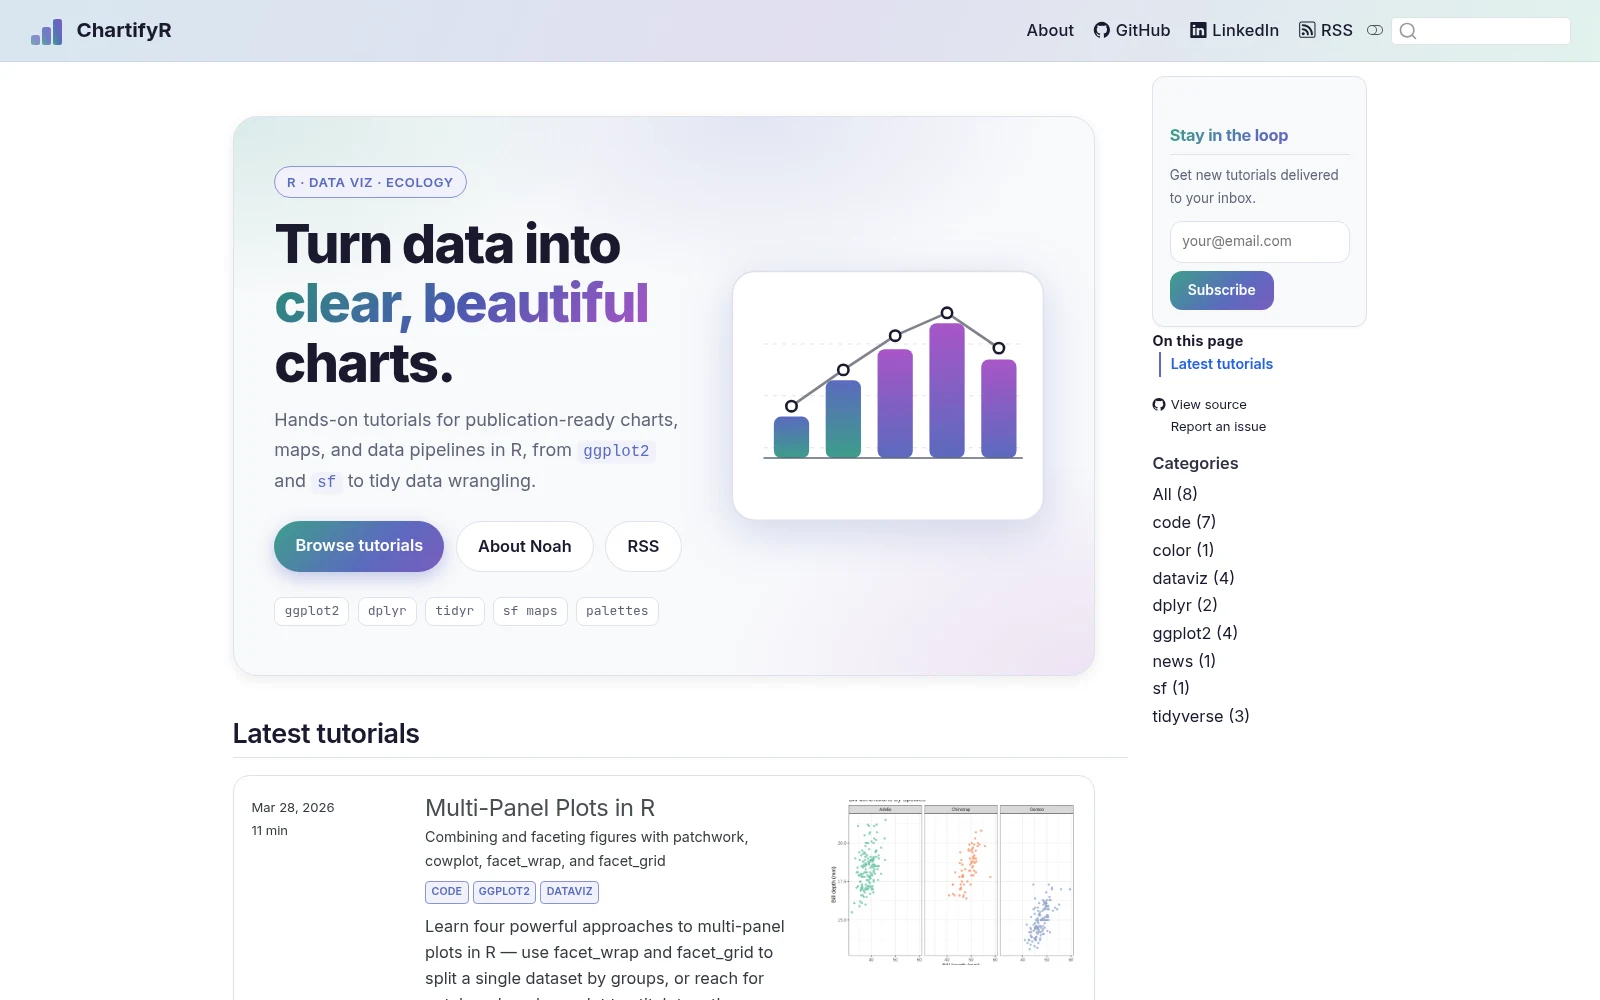 ChartifyR
About
GitHub
LinkedIn
RSS
R · DATA VIZ · ECOLOGY
Turn data into
clear, beautiful
charts.
Hands-on tutorials for publication-ready charts,
maps, and data pipelines in R, from ggplot2
and sf to tidy data wrangling.
Browse tutorials
About Noah
RSS
ggplot2
dplyr
tidyr
sf maps
palettes
Stay in the loop
Get new tutorials delivered
to your inbox.
your@email.com
Subscribe
On this page
Latest tutorials
View source
Report an issue
Categories
All (8)
code (7)
color (1)
dataviz (4)
dplyr (2)
ggplot2 (4)
news (1)
sf (1)
tidyverse (3)
Latest tutorials
Mar 28, 2026
11 min
Multi-Panel Plots in R
Combining and faceting figures with patchwork,
cowplot, facet_wrap, and facet_grid
CODE
GGPLOT2
DATAVIZ
Learn four powerful approaches to multi-panel
plots in R — use facet_wrap and facet_grid to
split a single dataset by groups, or reach for
Adelie
Chinstrap
Gentoo
Bill depth (mm)